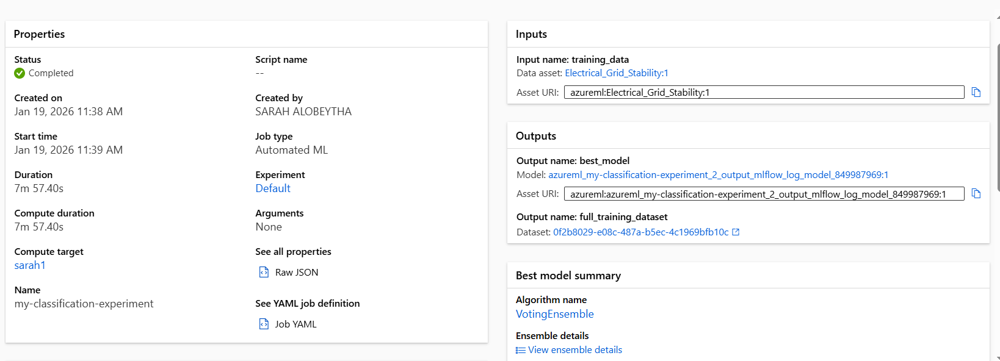 Properties
Status
Completed
Created on
Jan 19, 2026 11:38 AM
Start time
Jan 19, 2026 11:39 AM
Duration
7m 57.40s
Compute duration
7m 57.40s
Compute target
sarah1
Name
my-classification-experiment
Script name
--
Created by
SARAH ALOBEYTHA
Job type
Automated ML
Experiment
Default
Arguments
None
See all properties
Raw JSON
See YAML job definition
Job YAML
Inputs
Input name: training_data
Data asset: Electrical_Grid_Stability:1
Asset URI: azureml:Electrical_Grid_Stability:1
Outputs
Output name: best_model
Model: azureml_my-classification-experiment_2_output_mlflow_log_model_849987969:1
Asset URI: azureml:azureml_my-classification-experiment_2_output_mlflow_log_model_849987969:1
Output name: full_training_dataset
Dataset: 0f2b8029-e08c-487a-b5ec-4c1969bfb10c
Best model summary
Algorithm name
VotingEnsemble
Ensemble details
View ensemble details